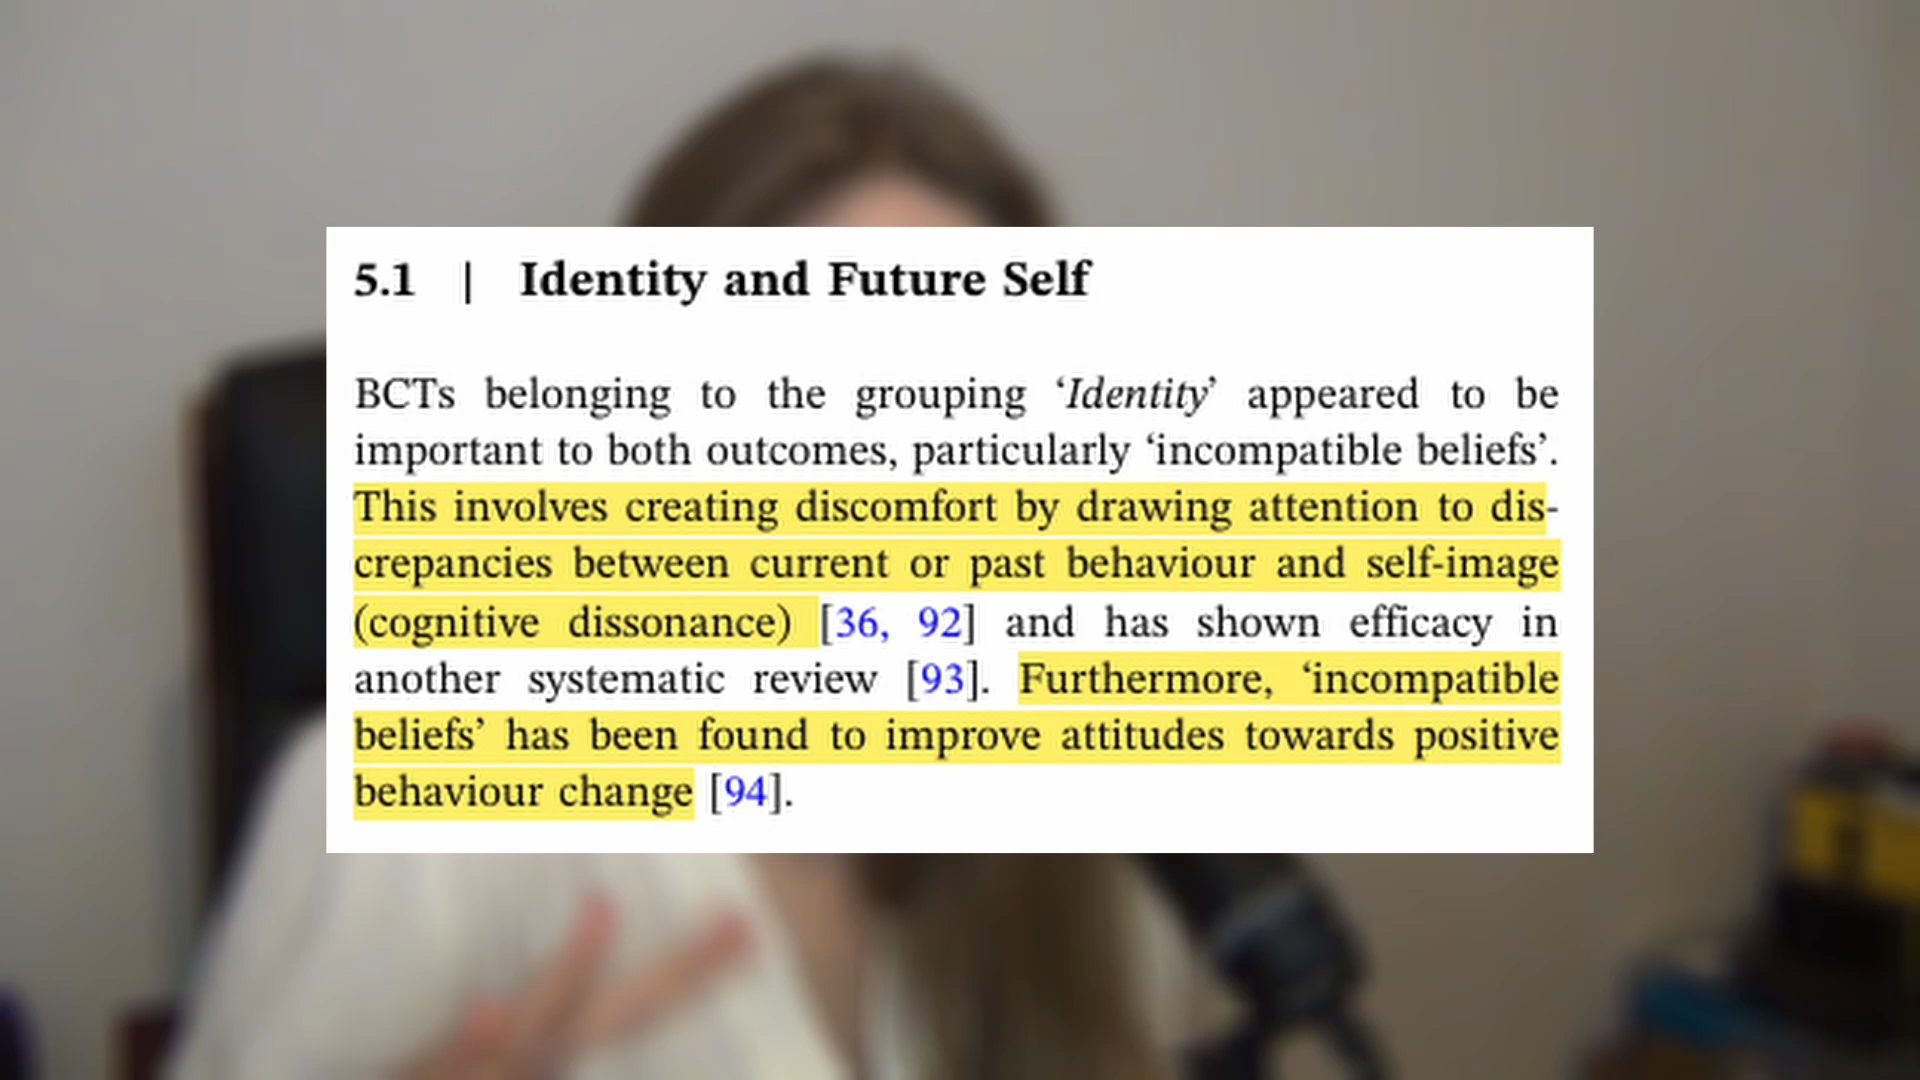 5.1 | Identity and Future Self
BCTs belonging to the grouping ‘Identity’ appeared to be
important to both outcomes, particularly ‘incompatible beliefs’.
This involves creating discomfort by drawing attention to dis-
crepancies between current or past behaviour and self-image
(cognitive dissonance) [36, 92] and has shown efficacy in
another systematic review [93]. Furthermore, ‘incompatible
beliefs’ has been found to improve attitudes towards positive
behaviour change [94].